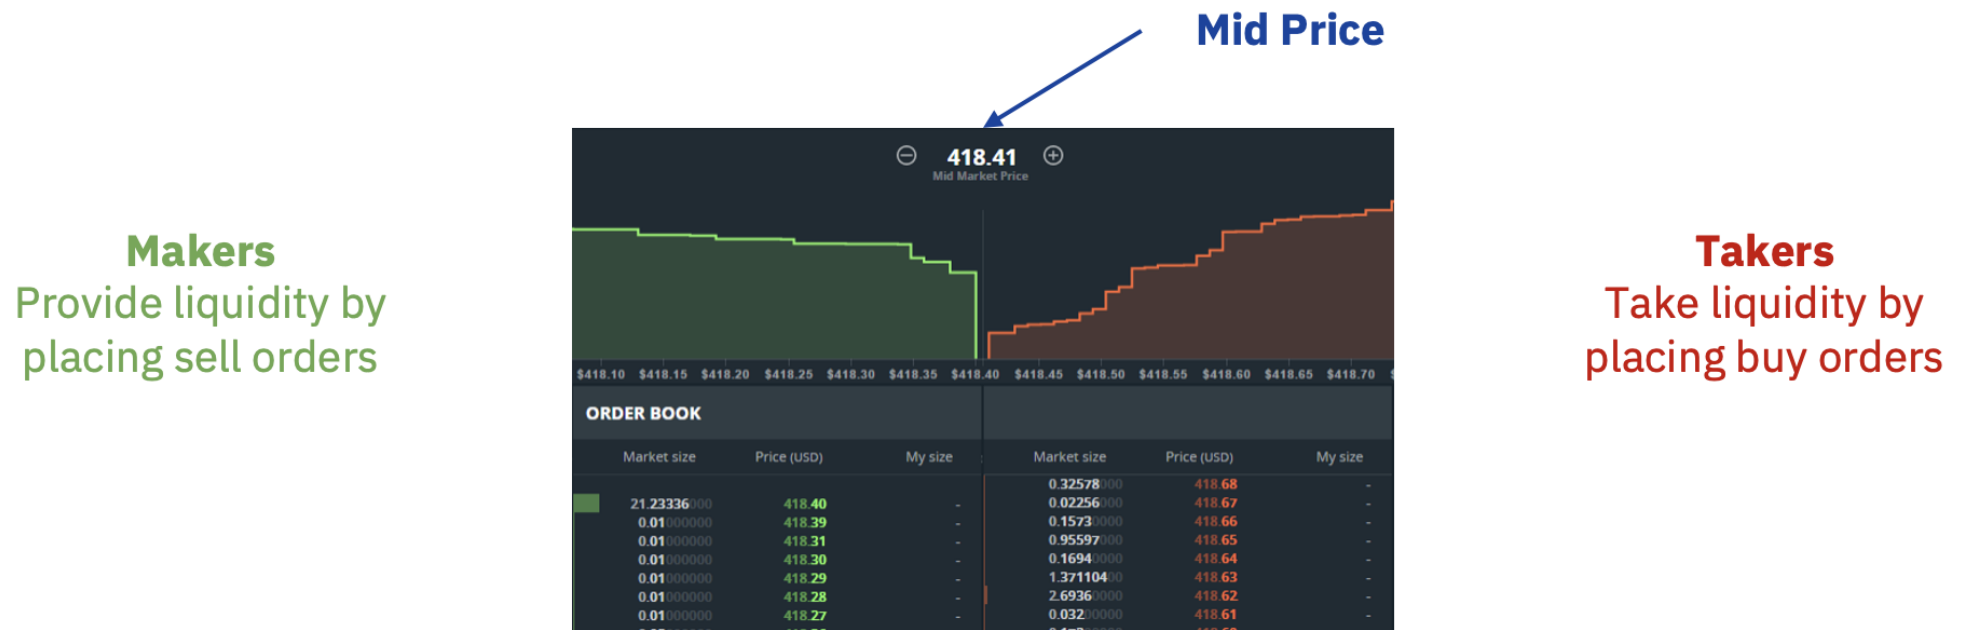 Mid Price
418.41
Mid Market Price
Makers
Provide liquidity by
placing sell orders
Takers
Take liquidity by
placing buy orders
$418.10 $418.15 $418.20 $418.25 $418.30 $418.35 $418.40 $418.45 $418.50 $418.55 $418.60 $418.65 $418.70
ORDER BOOK
Market size Price (USD) My size
21.23336000 418.40 -
0.01000000 418.39 -
0.01000000 418.31 -
0.01000000 418.30 -
0.01000000 418.29 -
0.01000000 418.28 -
0.01000000 418.27 -
Market size Price (USD) My size
0.32578000 418.68 -
0.02256000 418.67 -
0.15730000 418.66 -
0.95597000 418.65 -
0.16940000 418.64 -
1.37110400 418.63 -
2.69360000 418.62 -
0.03200000 418.61 -